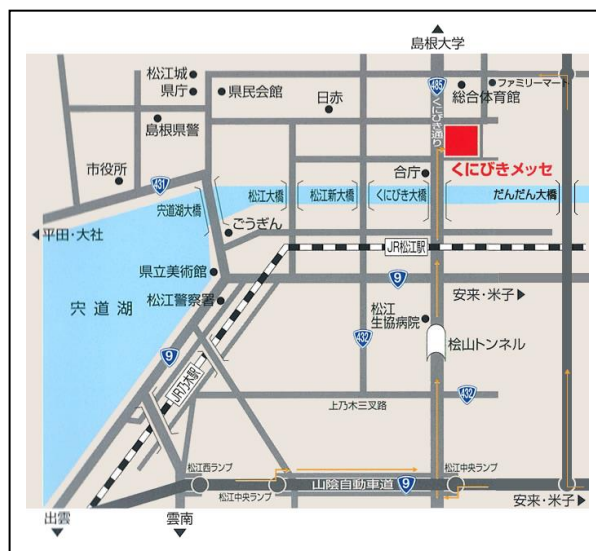 島根大学
松江城
県庁
県民会館
日赤
485
くにびき通り
総合体育館
ファミリーマート
島根県警
市役所
合庁
くにびきメッセ
431
宍道湖大橋
松江大橋
松江新大橋
くにびき大橋
だんだん大橋
平田・大社
ごうぎん
JR松江駅
県立美術館
9
宍道湖
松江警察署
安来・米子
松江
生協病院
432
桧山トンネル
9
JR乃木駅
432
上乃木三叉路
松江西ランプ
松江中央ランプ
松江中央ランプ
山陰自動車道
9
安来・米子
出雲
雲南